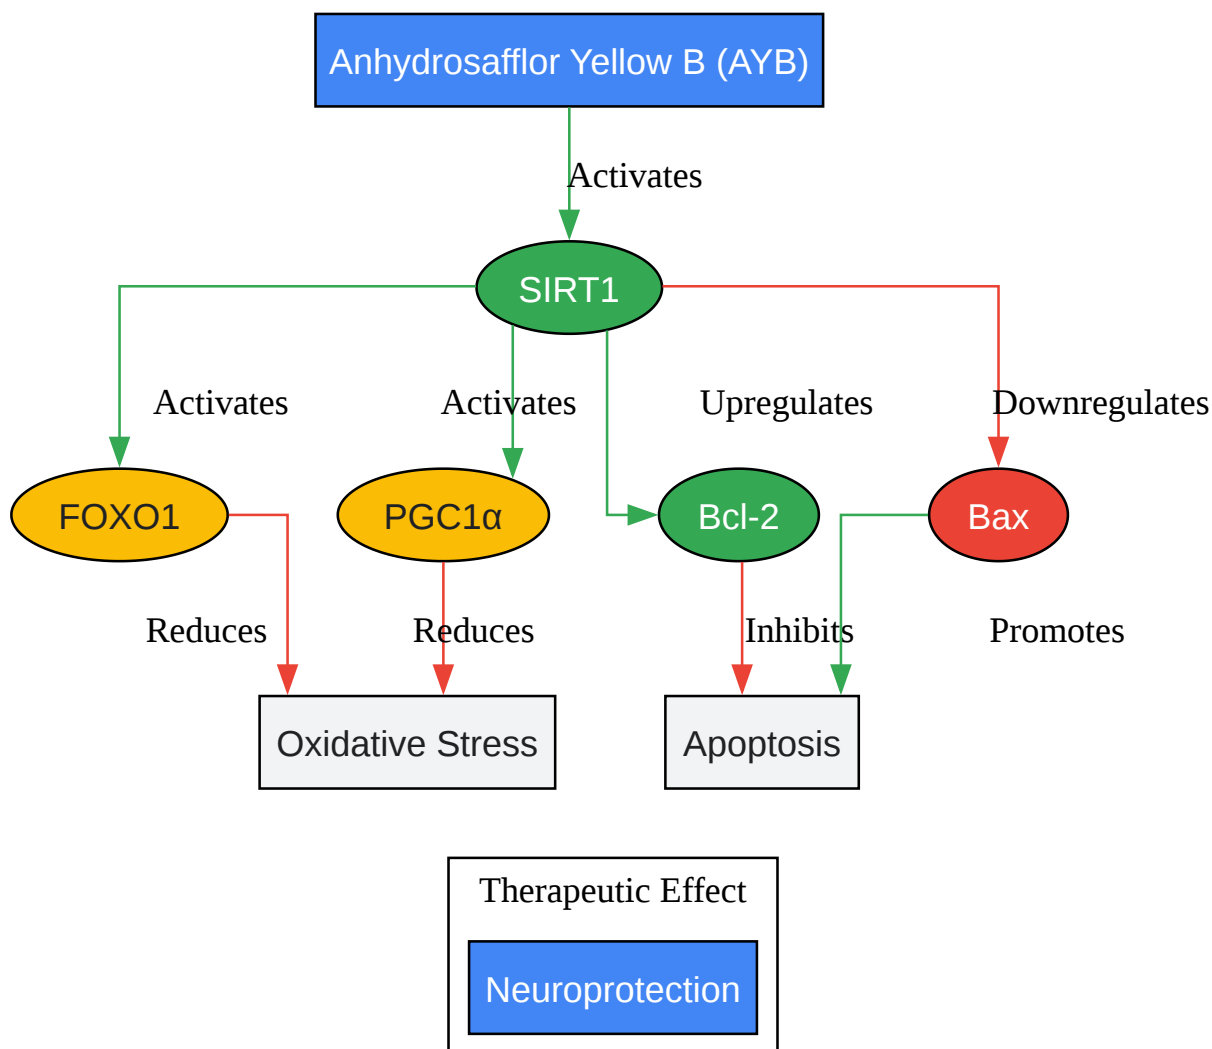 Anhydrosafflor Yellow B (AYB)
Activates
SIRT1
Activates
Activates
Upregulates
Downregulates
FOXO1
PGC1α
Bcl-2
Bax
Reduces
Reduces
Inhibits
Promotes
Oxidative Stress
Apoptosis
Therapeutic Effect
Neuroprotection